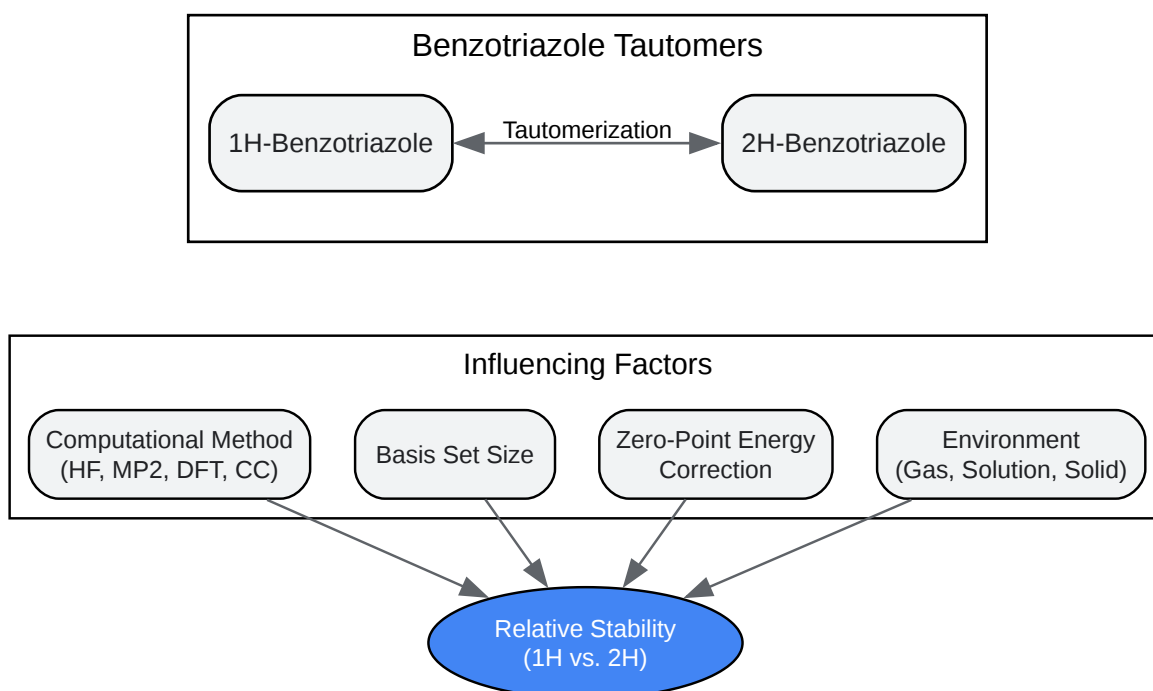 Benzotriazole Tautomers
1H-Benzotriazole
Tautomerization
2H-Benzotriazole
Influencing Factors
Computational Method
(HF, MP2, DFT, CC)
Basis Set Size
Zero-Point Energy
Correction
Environment
(Gas, Solution, Solid)
Relative Stability
(1H vs. 2H)